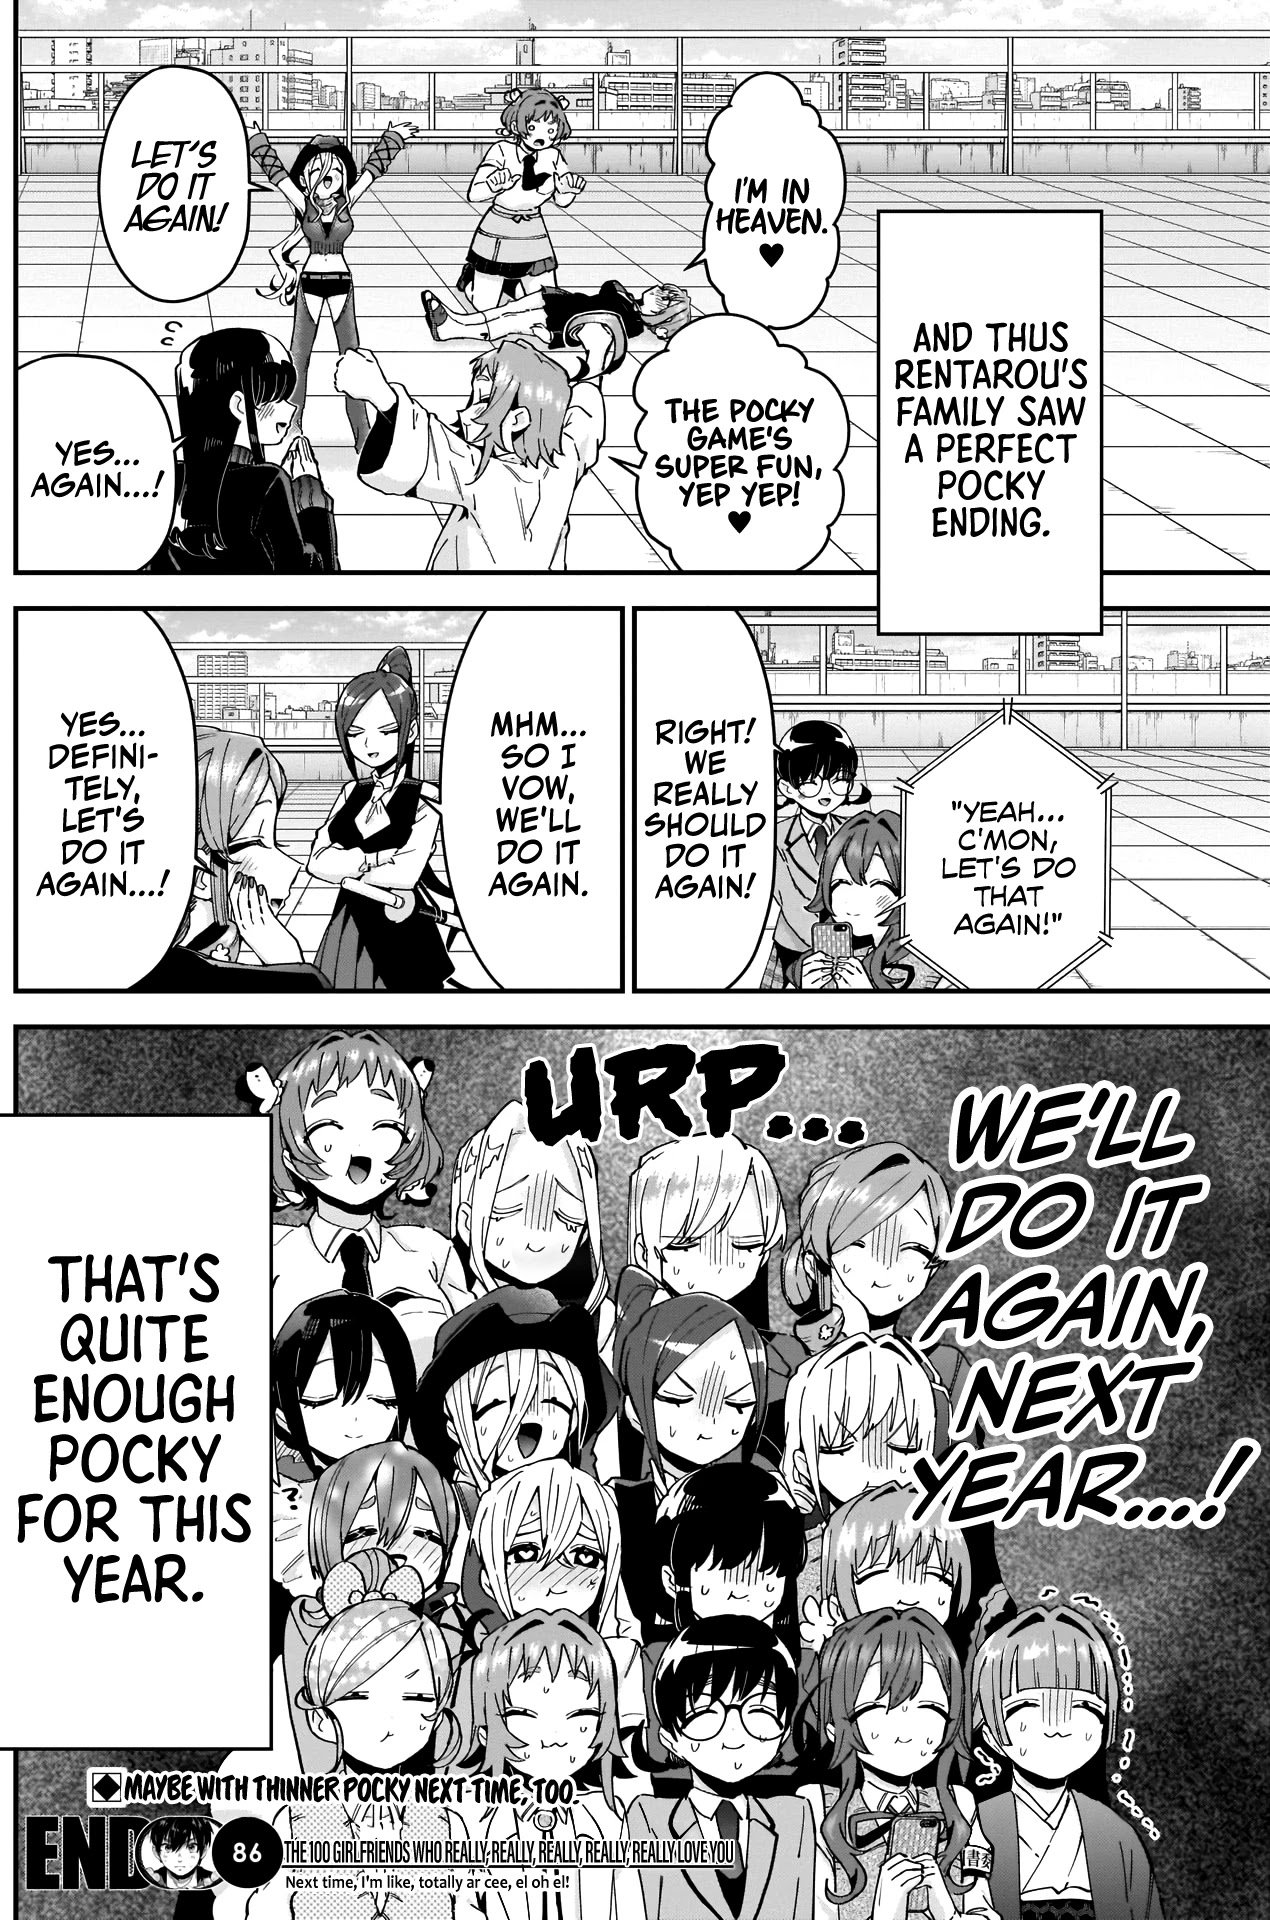 AND THUS
RENTAROU'S
FAMILY SAW
A PERFECT
POCKY
ENDING.
I'M IN
HEAVEN.
♥
THE POCKY
GAME'S
SUPER FUN,
YEP YEP!
♥
LET'S
DO IT
AGAIN!
YES...
AGAIN...!
"YEAH...
C'MON,
LET'S DO
THAT
AGAIN!"
RIGHT!
WE
REALLY
SHOULD
DO IT
AGAIN!
MHM...
SO I
VOW,
WE'LL
DO IT
AGAIN.
YES...
DEFINI-
TELY,
LET'S
DO IT
AGAIN...!
URP...
WE'LL
DO IT
AGAIN,
NEXT
YEAR...!
THAT'S
QUITE
ENOUGH
POCKY
FOR THIS
YEAR.
?
◆MAYBE WITH THINNER POCKY NEXT TIME, TOO.
END
86
THE 100 GIRLFRIENDS WHO REALLY, REALLY, REALLY, REALLY, REALLY LOVE YOU
Next time, I'm like, totally ar cee, el oh el!